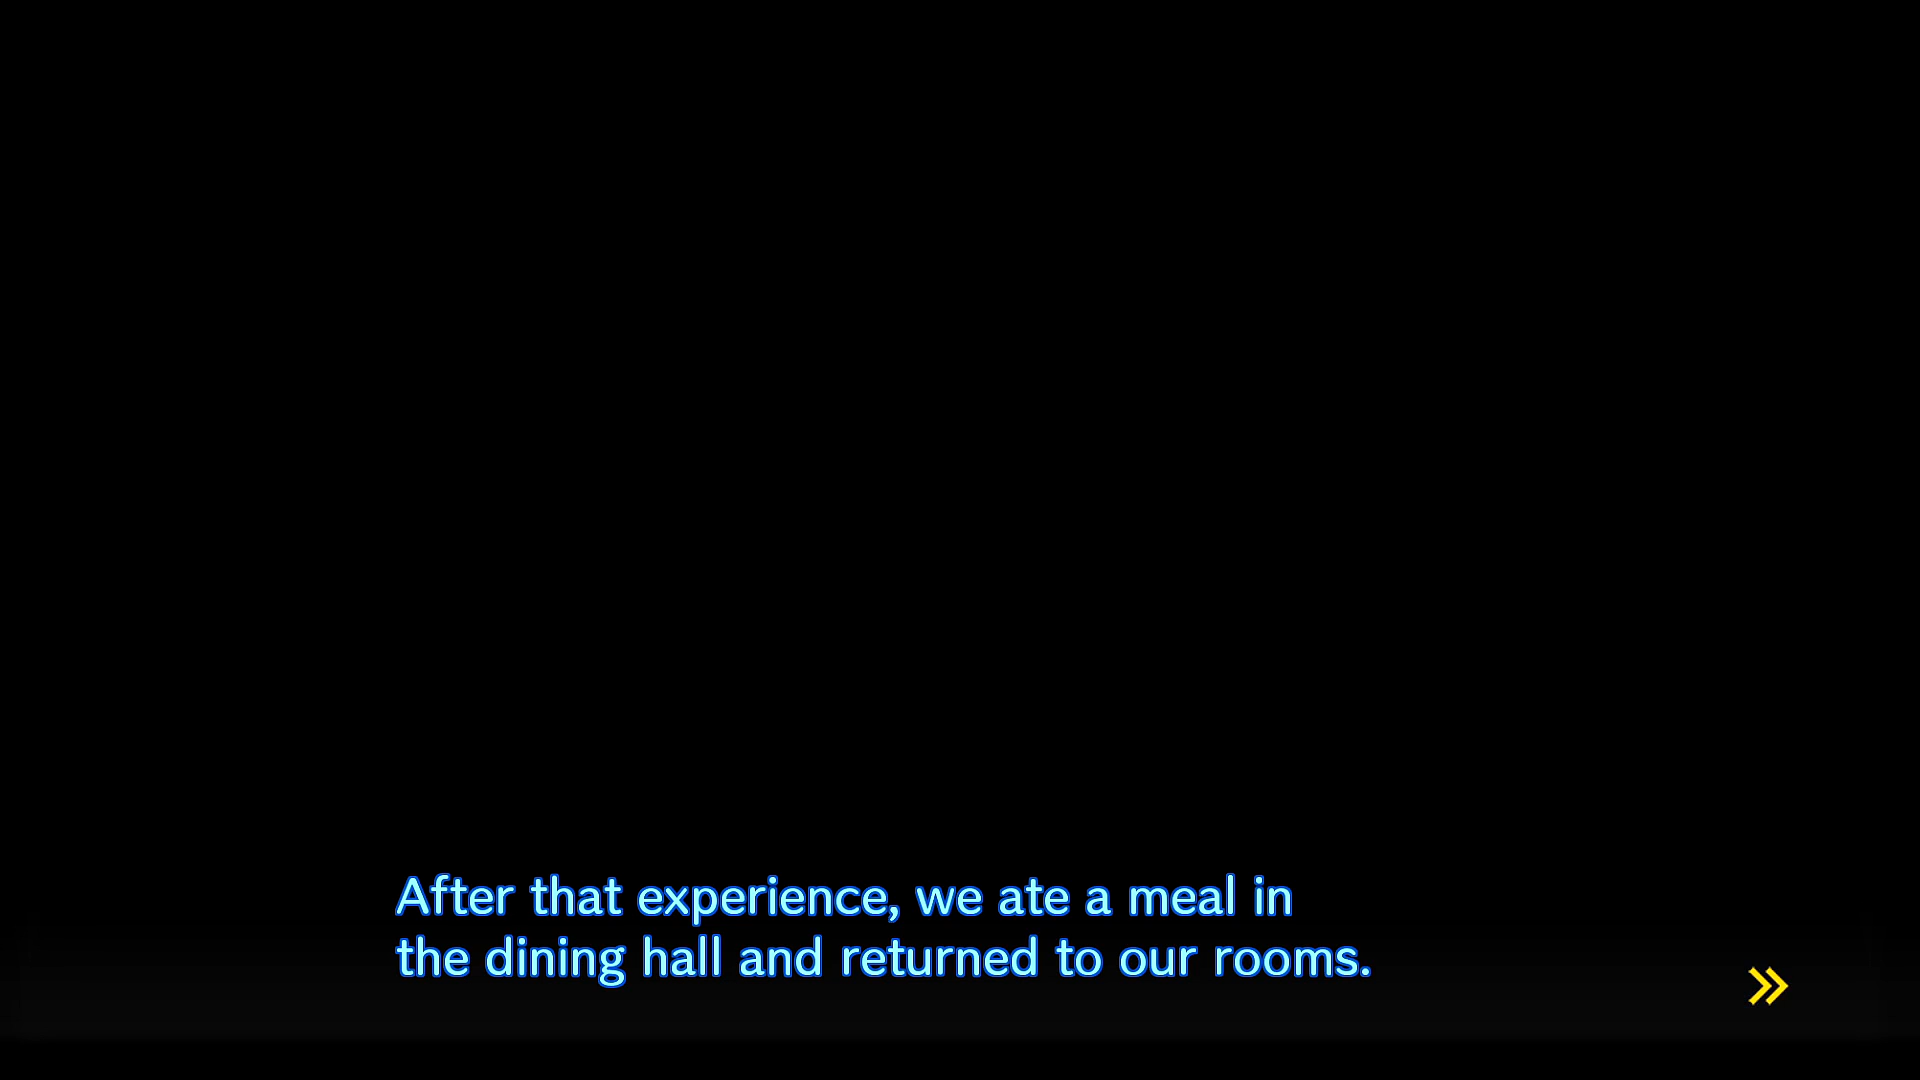 After that experience, we ate a meal in
the dining hall and returned to our rooms.